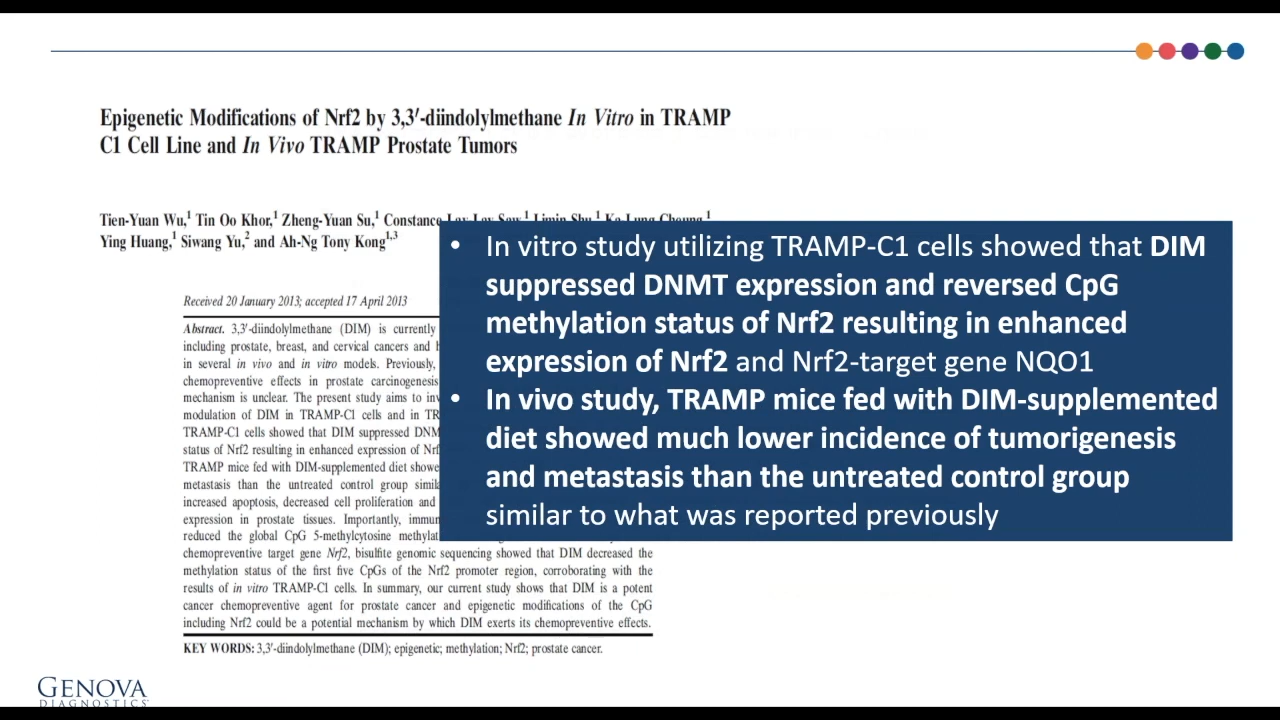 Epigenetic Modifications of Nrf2 by 3,3′-diindolylmethane In Vitro in TRAMP
C1 Cell Line and In Vivo TRAMP Prostate Tumors
Tien-Yuan Wu,1 Tin Oo Khor,1 Zheng-Yuan Su,1 Constance Lay-Lay Saw,1 Limin Shu,1 Ka-Lung Cheung,1
Ying Huang,1 Siwang Yu,2 and Ah-Ng Tony Kong1,3
Received 20 January 2013; accepted 17 April 2013
Abstract. 3,3′-diindolylmethane (DIM) is currently
including prostate, breast, and cervical cancers and
in several in vivo and in vitro models. Previously,
chemopreventive effects in prostate carcinogenesis
mechanism is unclear. The present study aims to
modulation of DIM in TRAMP-C1 cells and in
TRAMP-C1 cells showed that DIM suppressed
status of Nrf2 resulting in enhanced expression of
TRAMP mice fed with DIM-supplemented diet
metastasis than the untreated control group
increased apoptosis, decreased cell proliferation and
expression in prostate tissues. Importantly,
reduced the global CpG 5-methylcytosine
chemopreventive target gene Nrf2, bisulfite genomic sequencing showed that DIM decreased the
methylation status of the first five CpGs of the Nrf2 promoter region, corroborating with the
results of in vitro TRAMP-C1 cells. In summary, our current study shows that DIM is a potent
cancer chemopreventive agent for prostate cancer and epigenetic modifications of the CpG
including Nrf2 could be a potential mechanism by which DIM exerts its chemopreventive effects.
KEY WORDS: 3,3′-diindolylmethane (DIM); epigenetic; methylation; Nrf2; prostate cancer.
• In vitro study utilizing TRAMP-C1 cells showed that DIM
suppressed DNMT expression and reversed CpG
methylation status of Nrf2 resulting in enhanced
expression of Nrf2 and Nrf2-target gene NQO1
• In vivo study, TRAMP mice fed with DIM-supplemented
diet showed much lower incidence of tumorigenesis
and metastasis than the untreated control group
similar to what was reported previously
GENOVA
DIAGNOSTICS